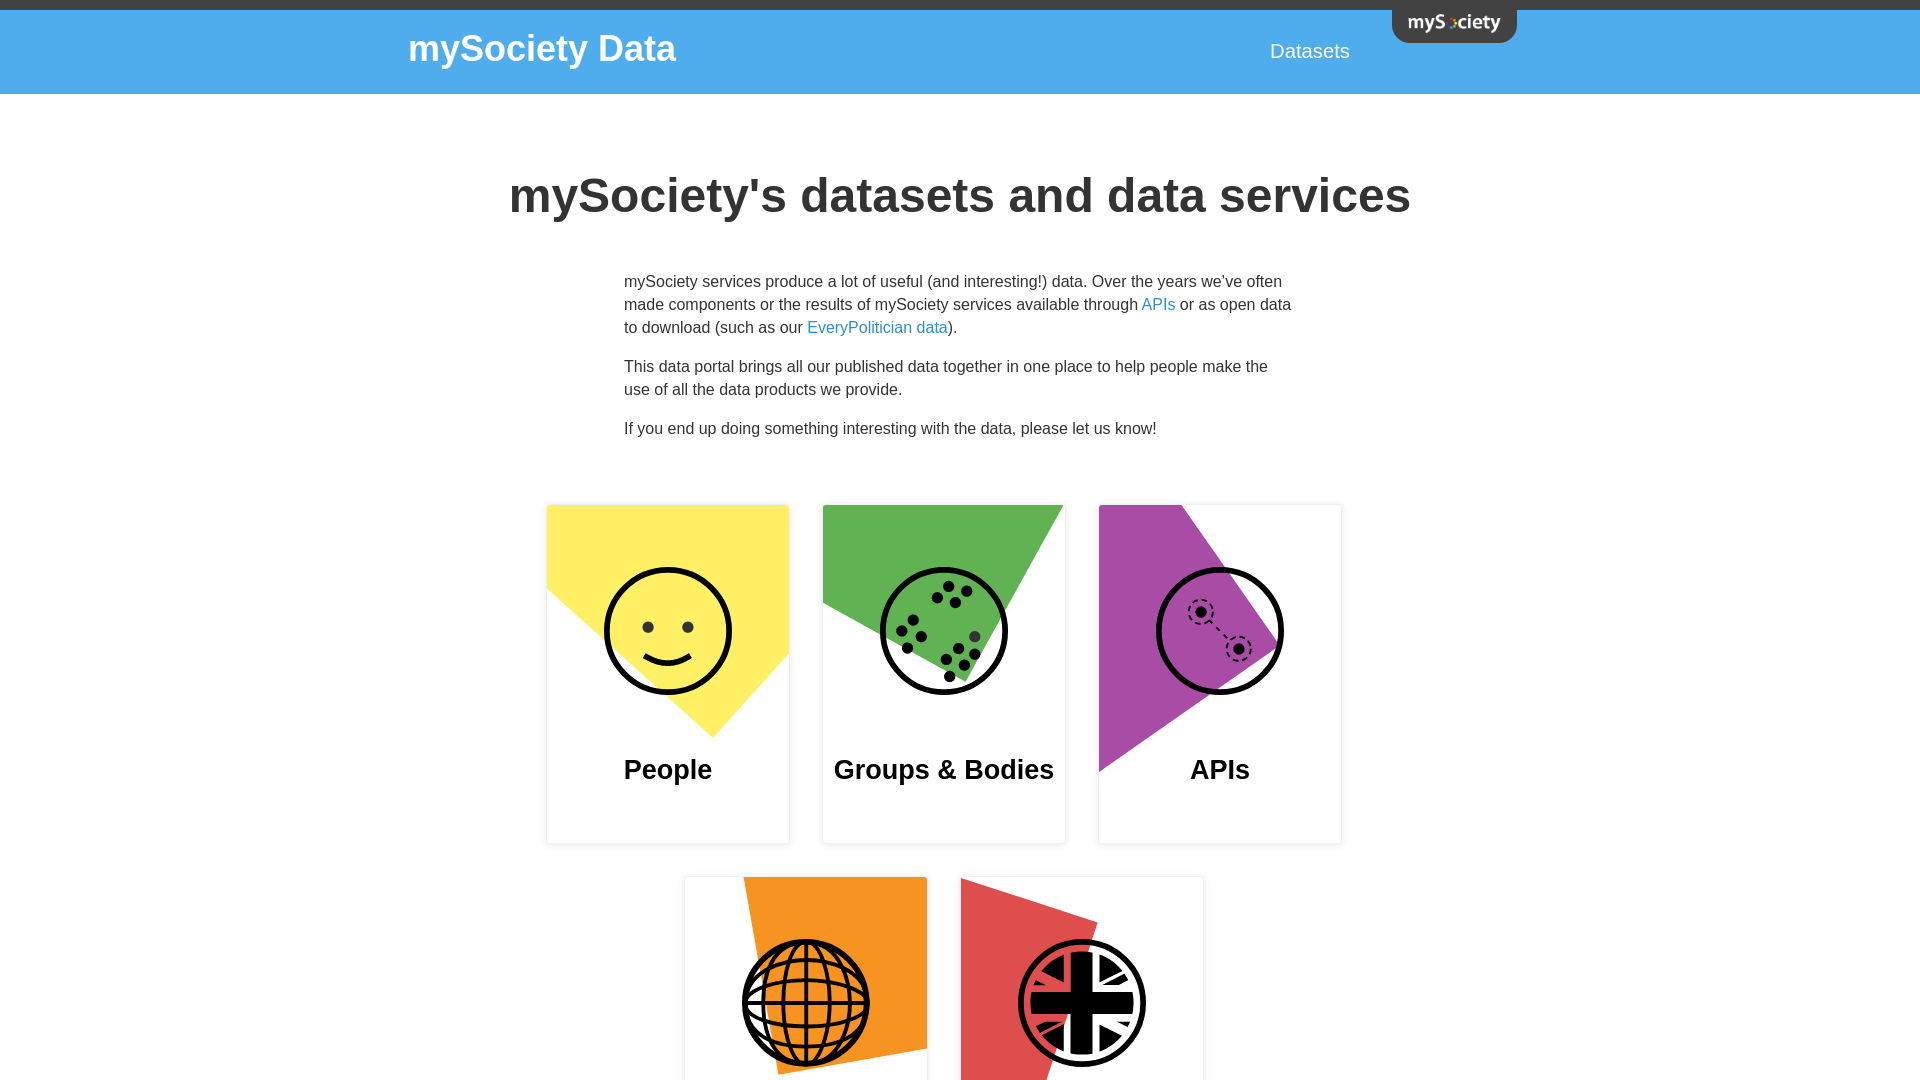 mySociety
mySociety Data
Datasets
mySociety's datasets and data services
mySociety services produce a lot of useful (and interesting!) data. Over the years we’ve often
made components or the results of mySociety services available through APIs or as open data
to download (such as our EveryPolitician data).
This data portal brings all our published data together in one place to help people make the
use of all the data products we provide.
If you end up doing something interesting with the data, please let us know!
People
Groups & Bodies
APIs